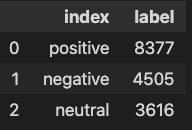 index label
0 positive 8377
1 negative 4505
2 neutral 3616